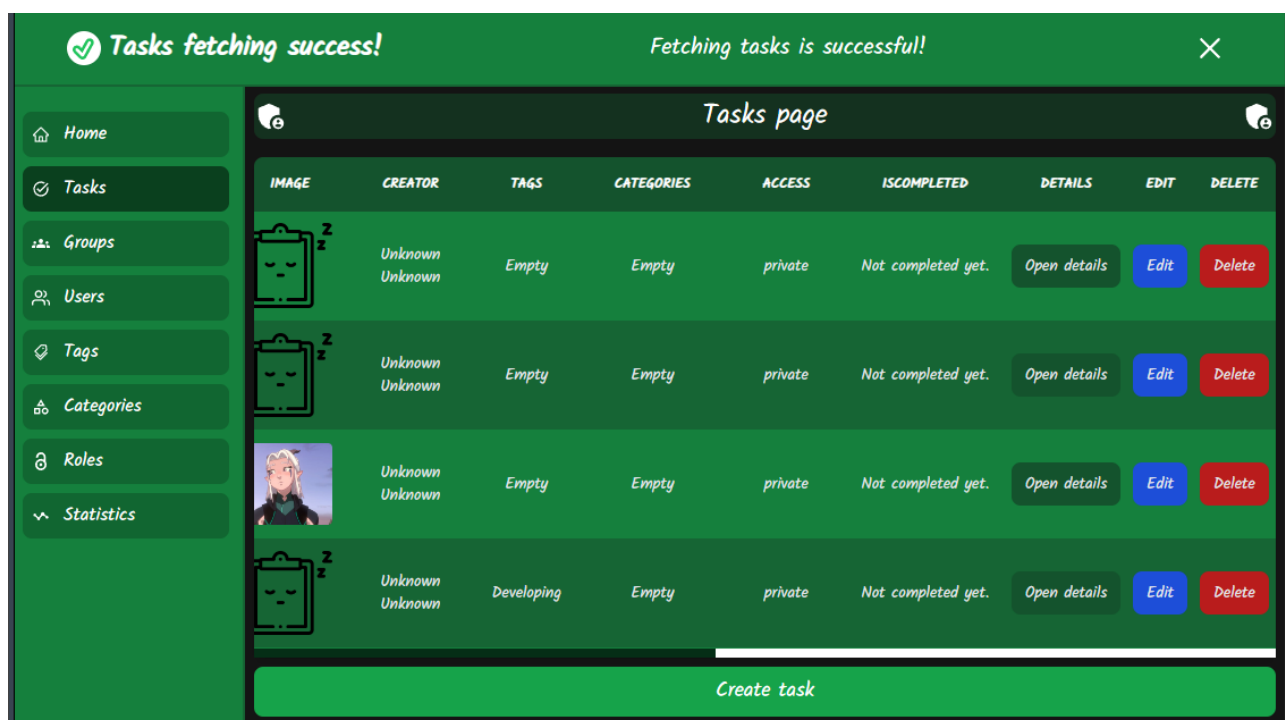 Tasks fetching success!
Fetching tasks is successful!
Home
Tasks
Groups
Users
Tags
Categories
Roles
Statistics
Tasks page
IMAGE CREATOR TAGS CATEGORIES ACCESS ISCOMPLETED DETAILS EDIT DELETE
z
z
Unknown
Unknown
Empty Empty private Not completed yet. Open details Edit Delete
z
z
Unknown
Unknown
Empty Empty private Not completed yet. Open details Edit Delete
Unknown
Unknown
Empty Empty private Not completed yet. Open details Edit Delete
z
z
Unknown
Unknown
Developing Empty private Not completed yet. Open details Edit Delete
Create task